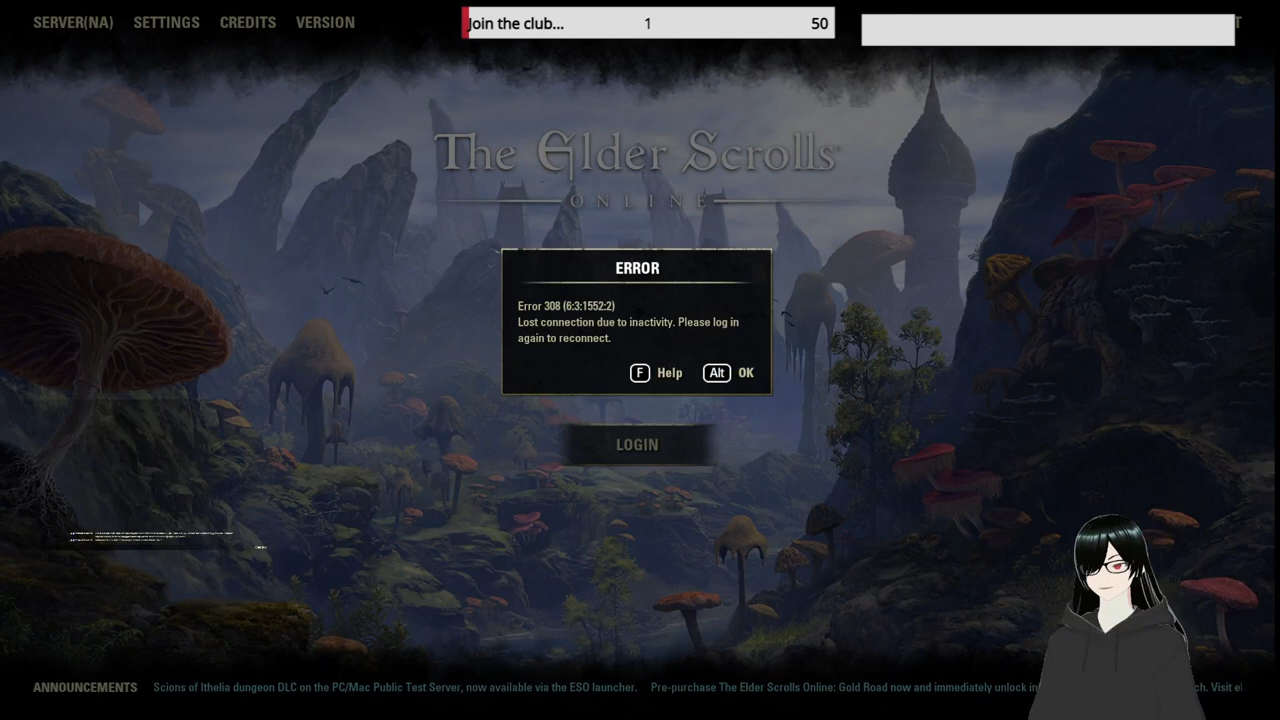 SERVER(NA) SETTINGS CREDITS VERSION
Join the club... 1 50
The Elder Scrolls
ONLINE
ERROR
Error 308 (6:3:1552:2)
Lost connection due to inactivity. Please log in
again to reconnect.
F Help Alt OK
LOGIN
ANNOUNCEMENTS Scions of Ithelia dungeon DLC on the PC/Mac Public Test Server, now available via the ESO launcher. Pre-purchase The Elder Scrolls Online: Gold Road now and immediately unlock in Visit